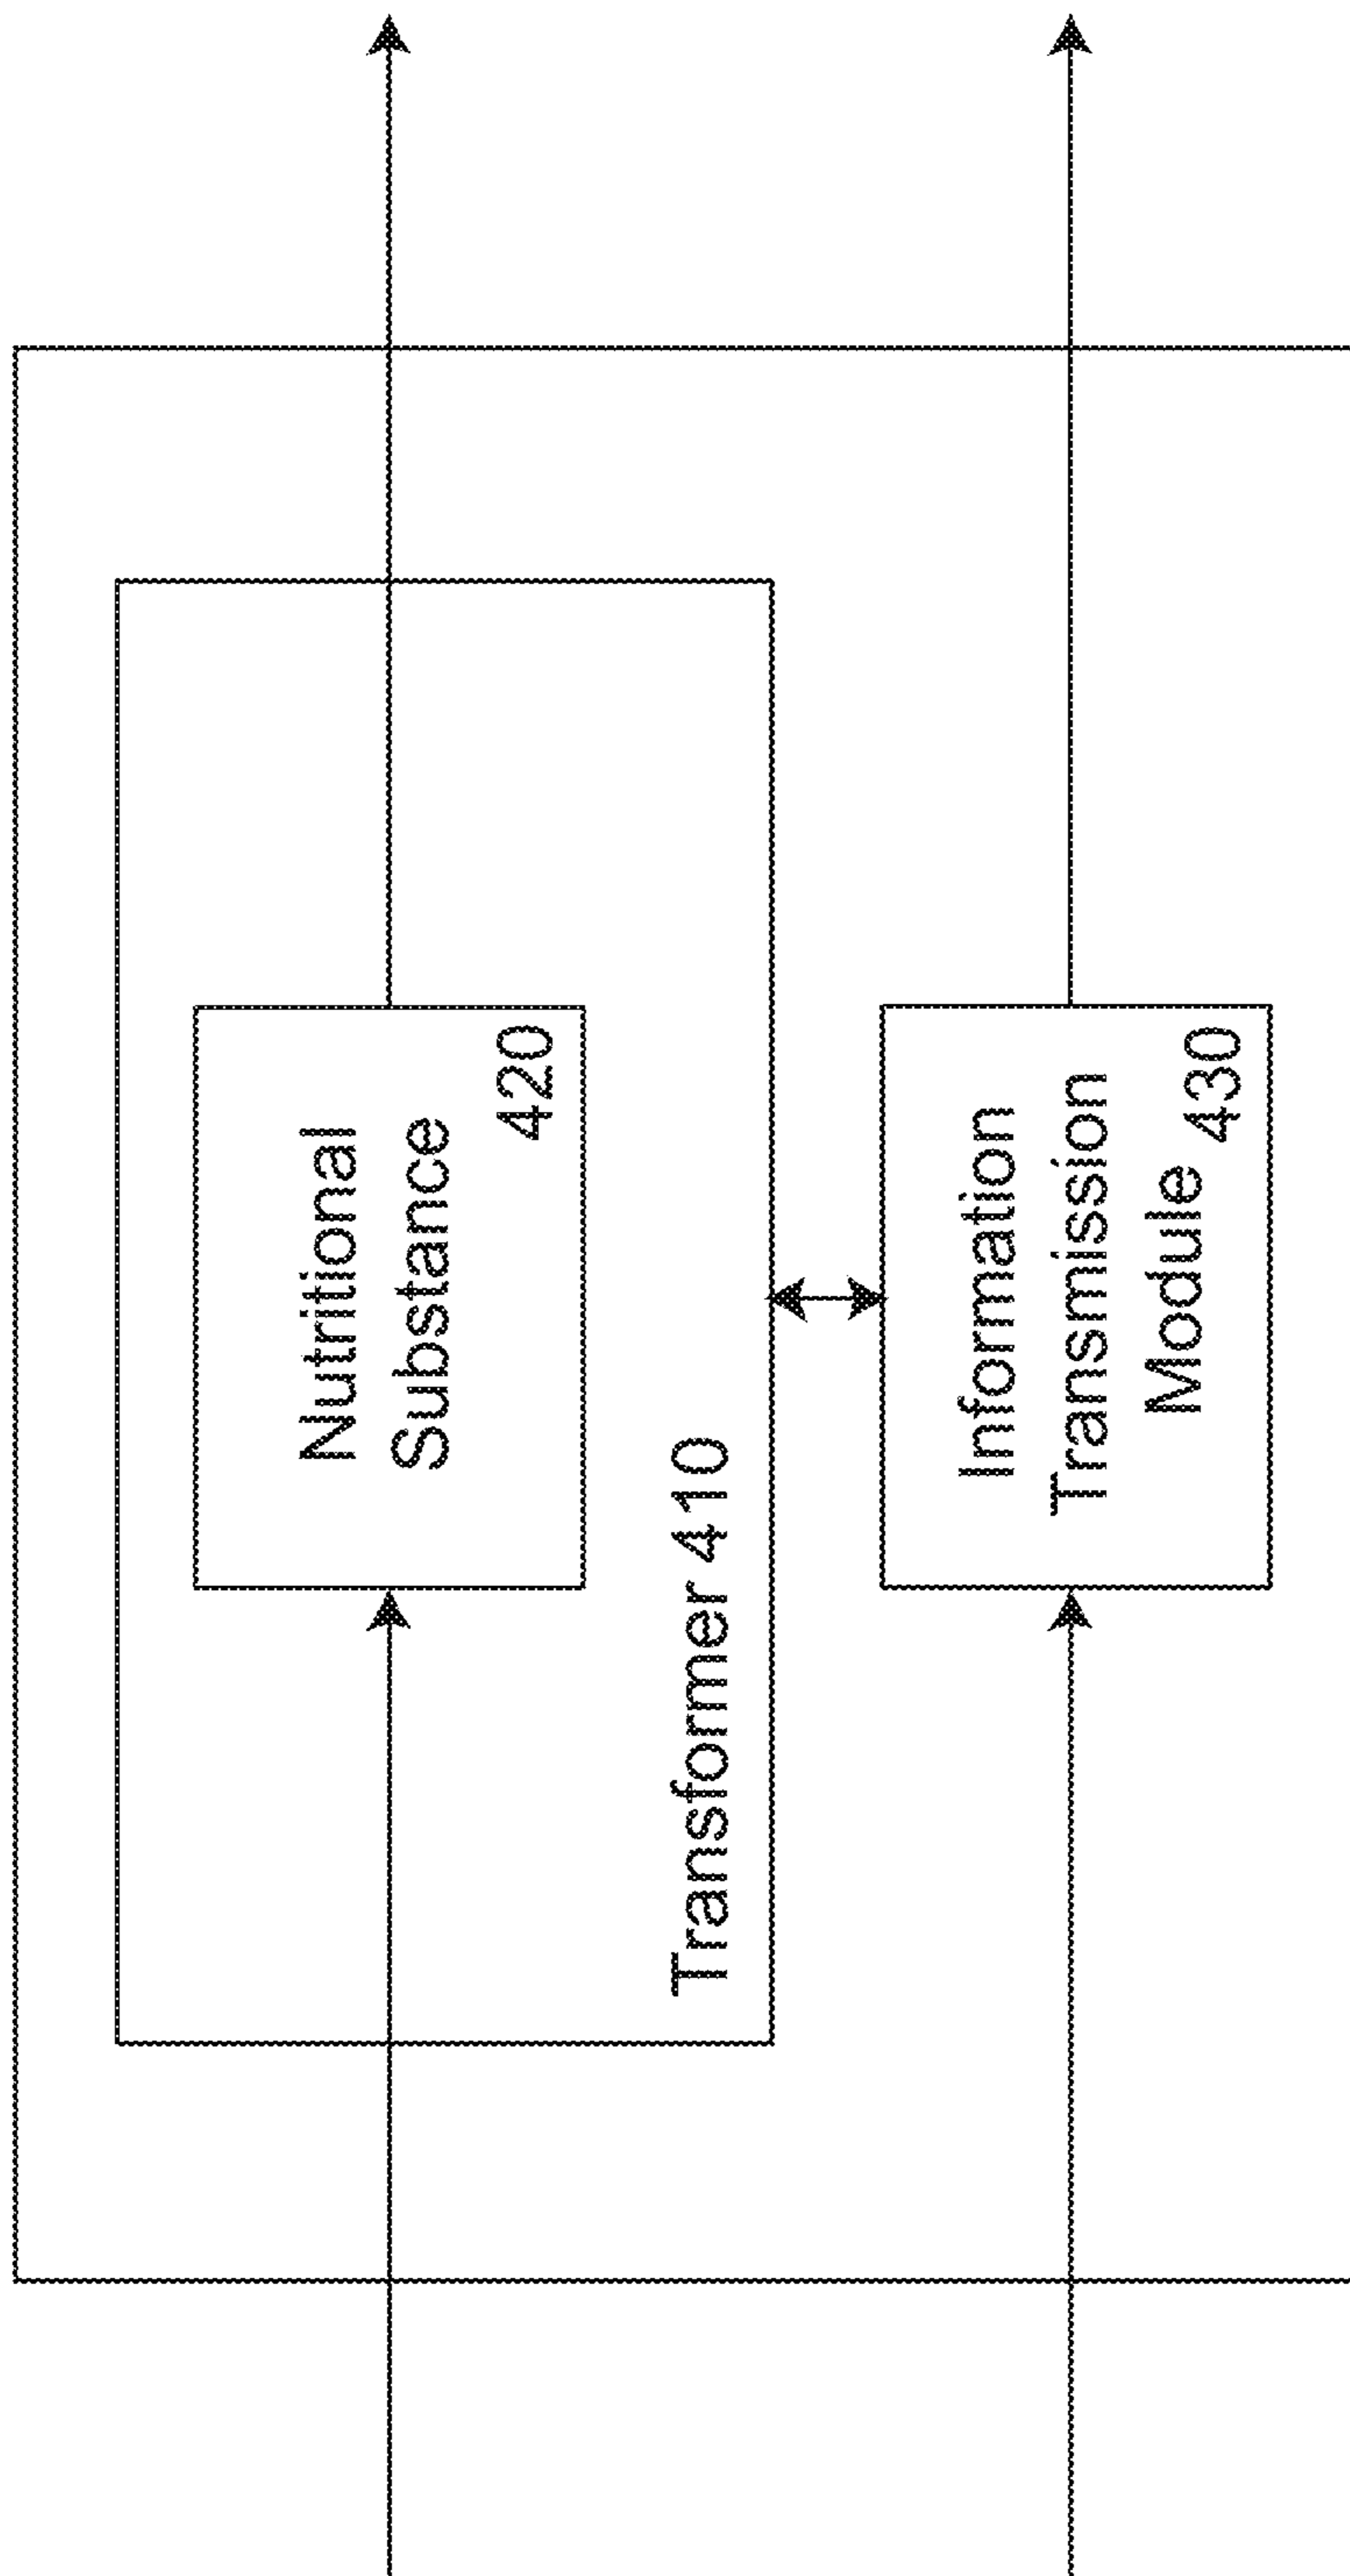 Nutritional
Substance
420
Transformer 410
Information
Transmission
Module 430